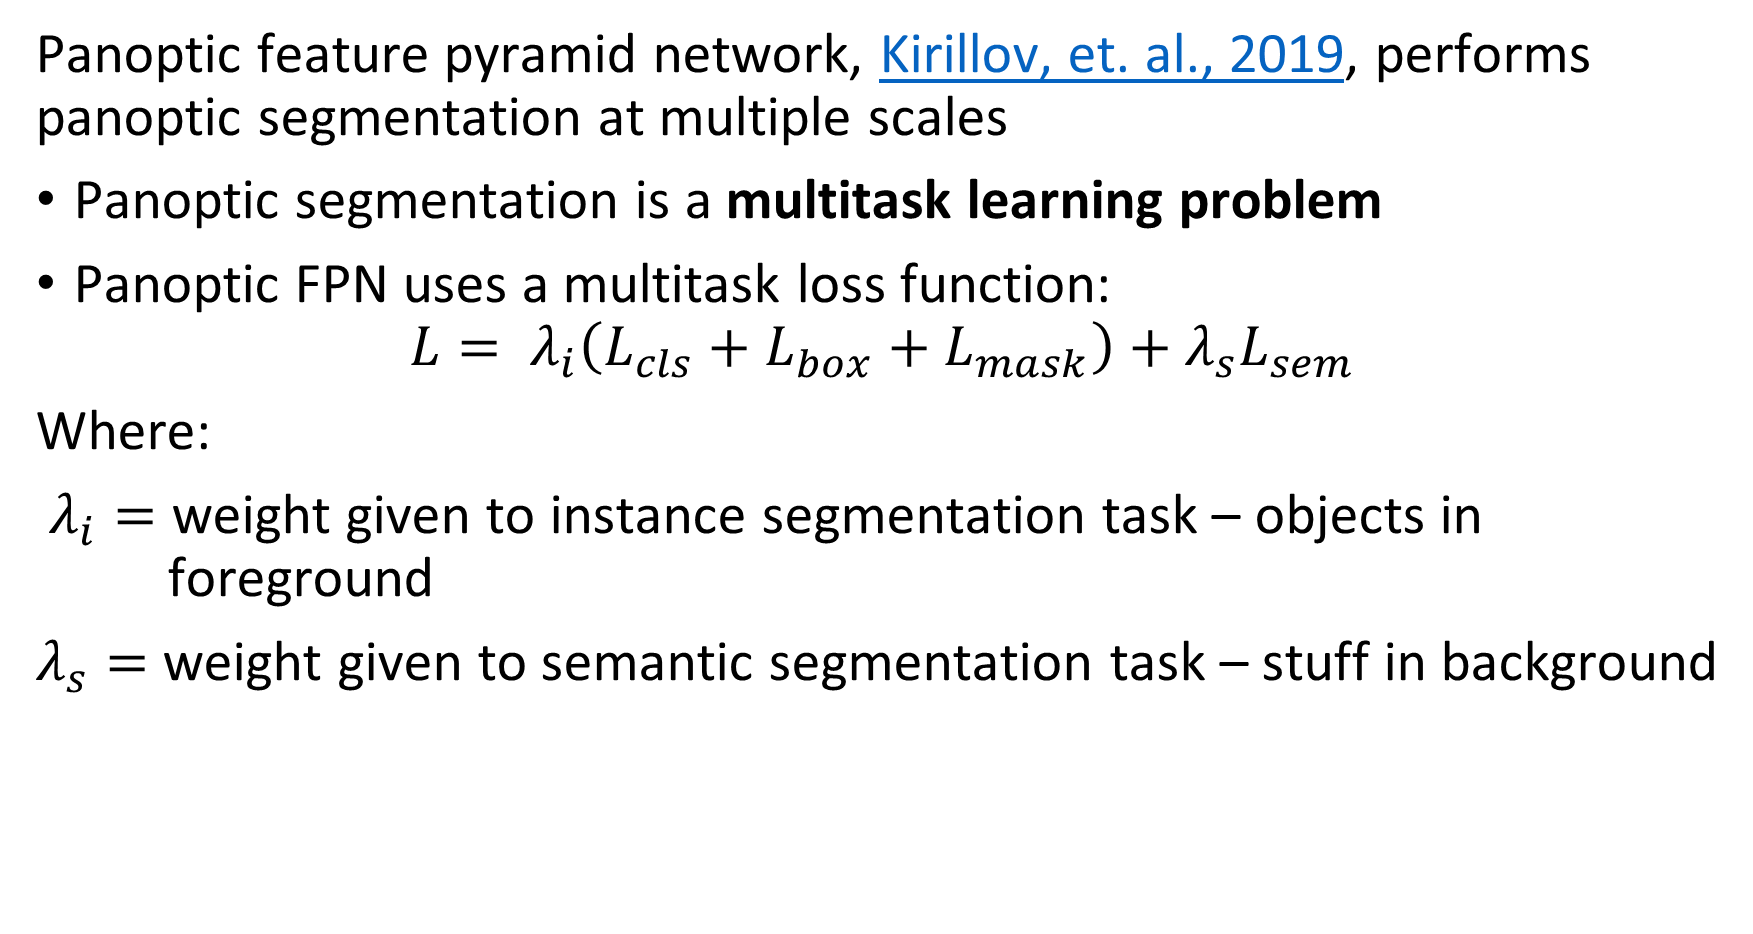 Panoptic feature pyramid network, Kirillov, et. al., 2019, performs
panoptic segmentation at multiple scales
• Panoptic segmentation is a multitask learning problem
• Panoptic FPN uses a multitask loss function:
L = λ_i(L_cls + L_box + L_mask) + λ_s L_sem
Where:
λ_i = weight given to instance segmentation task – objects in
foreground
λ_s = weight given to semantic segmentation task – stuff in background